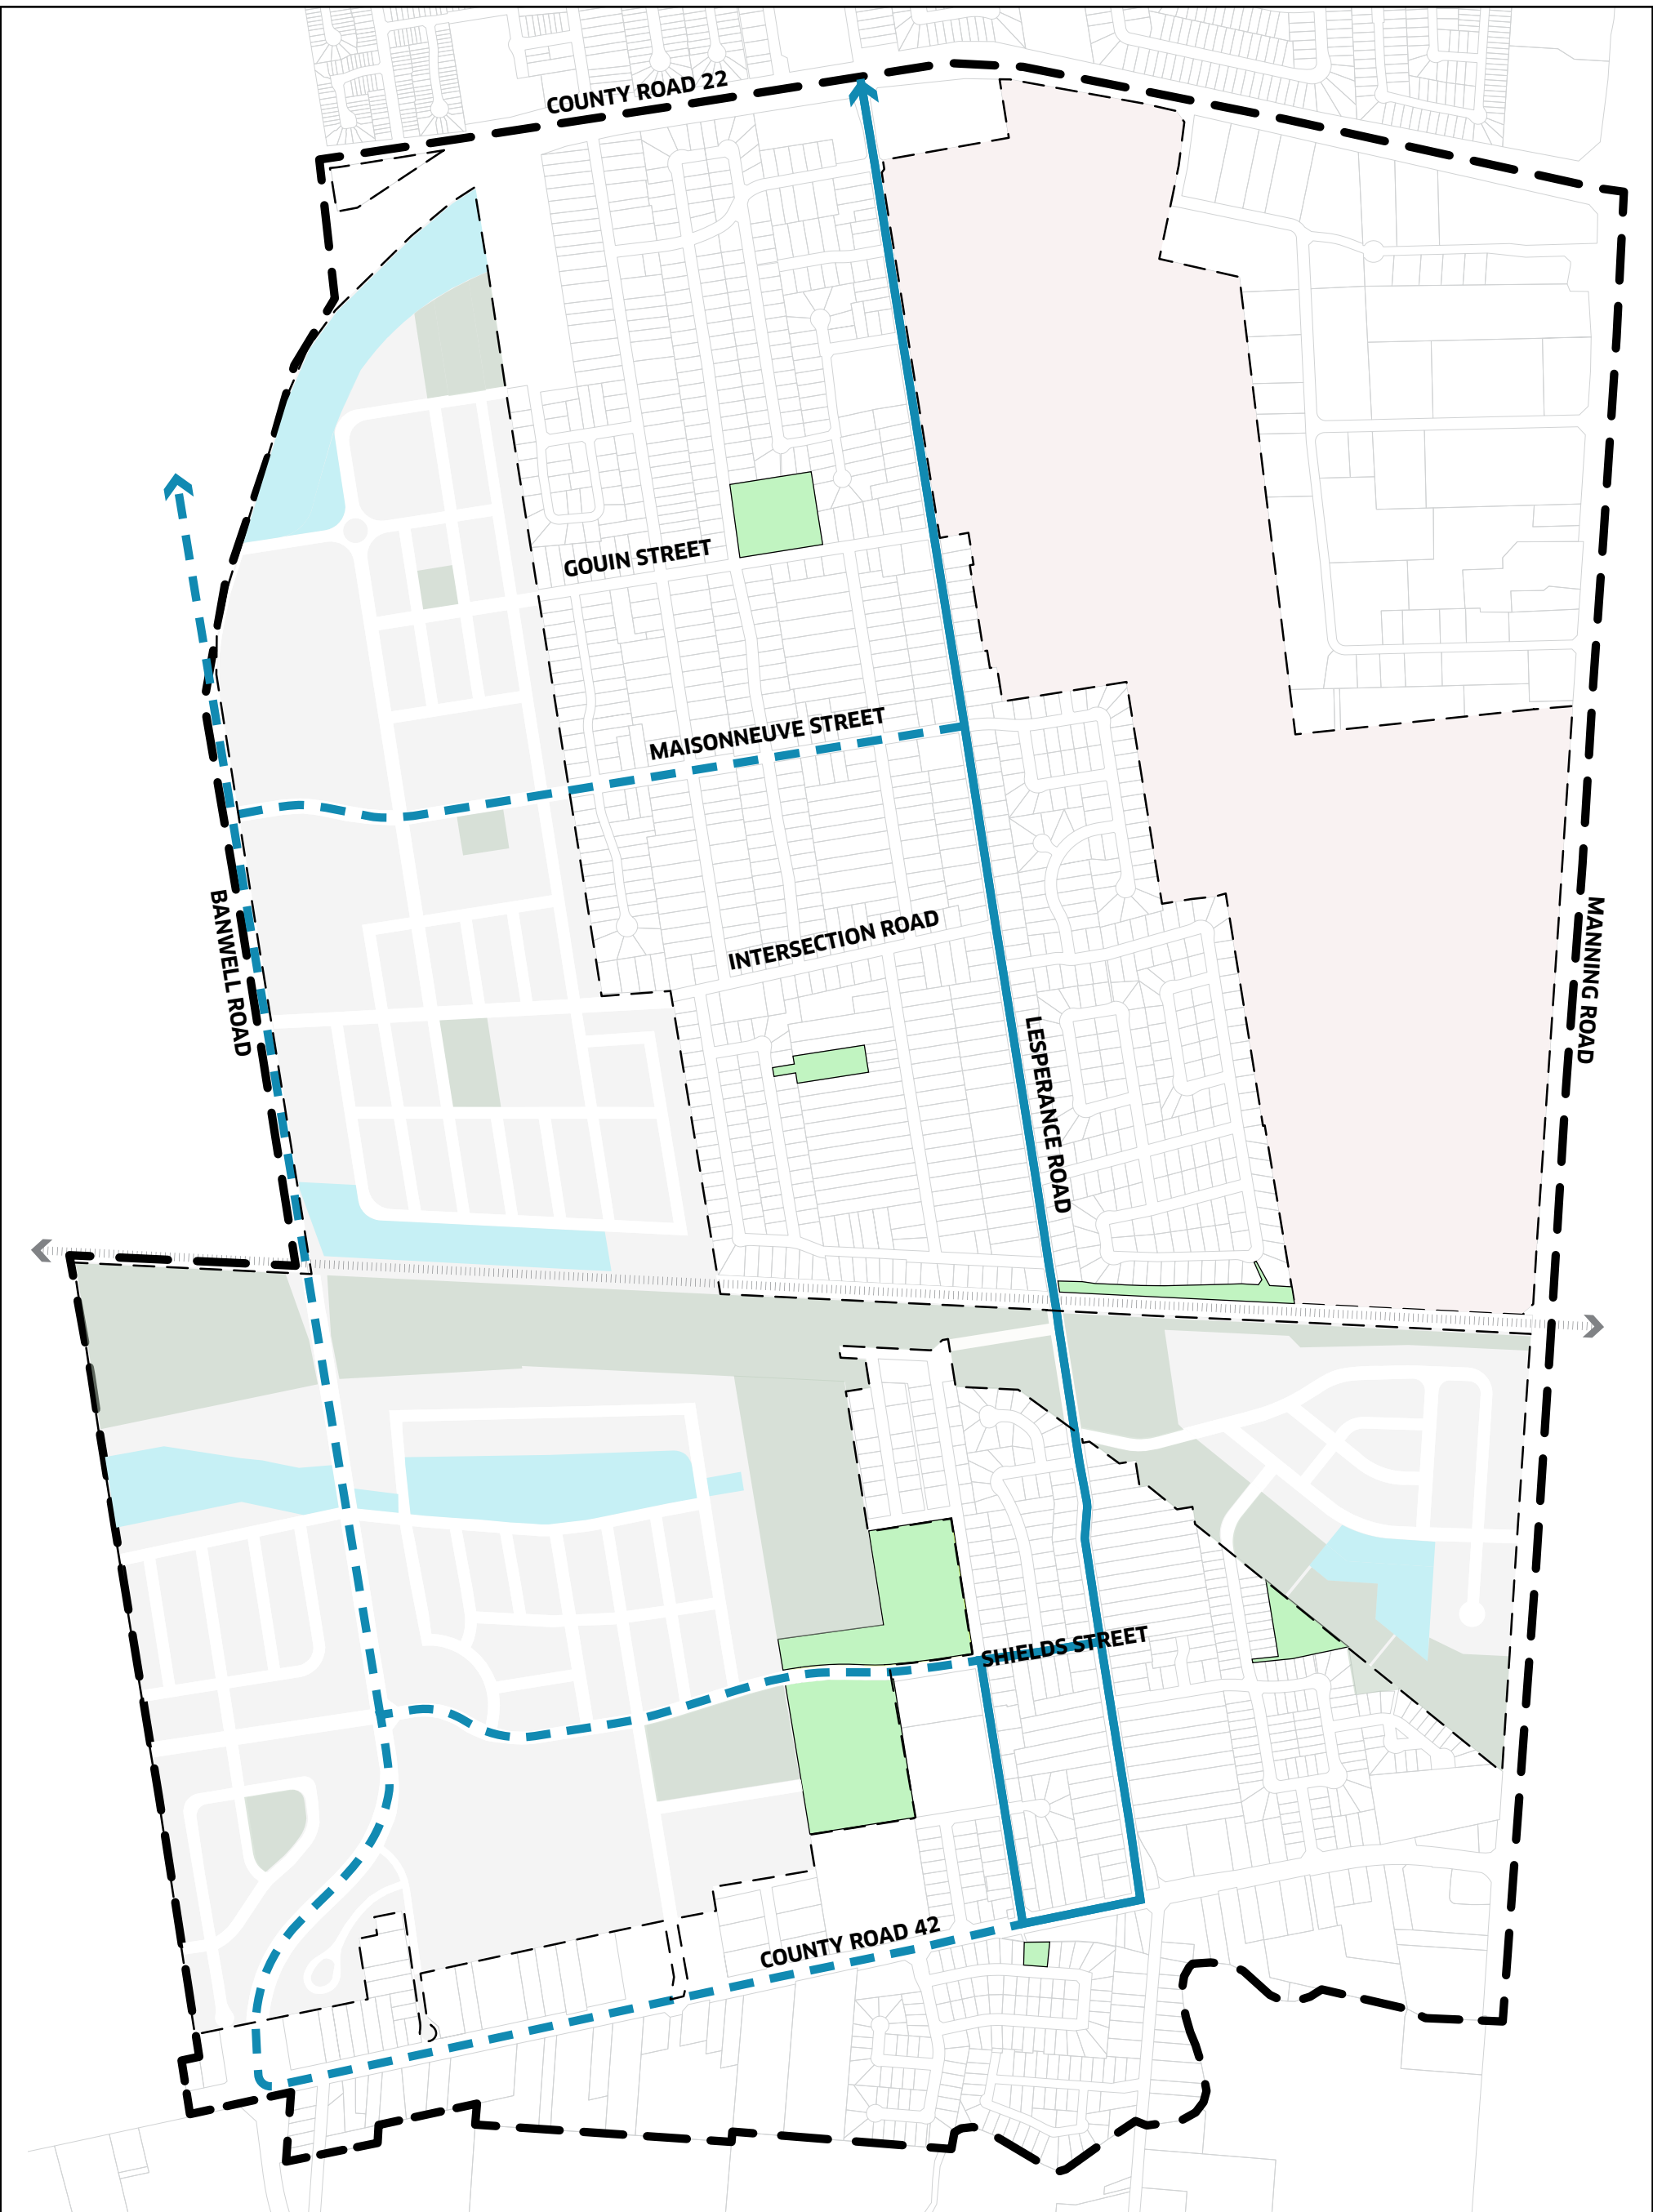 COUNTY ROAD 22
GOUIN STREET
MAISONNEUVE STREET
BANWELL ROAD
INTERSECTION ROAD
MANNING ROAD
LESPERANCE ROAD
SHIELDS STREET
COUNTY ROAD 42